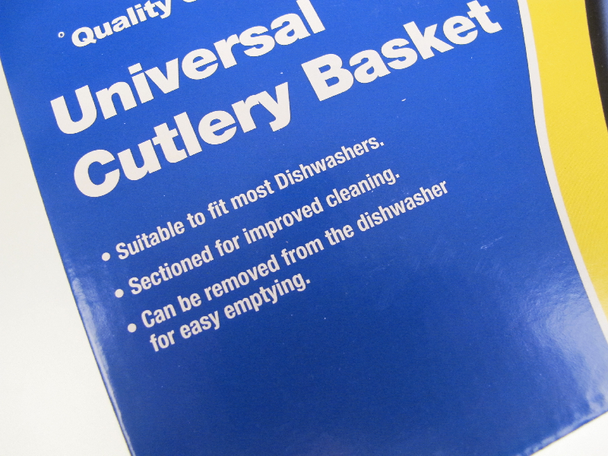 ° Quality
Universal
Cutlery Basket
• Suitable to fit most Dishwashers.
• Sectioned for improved cleaning.
• Can be removed from the dishwasher
for easy emptying.